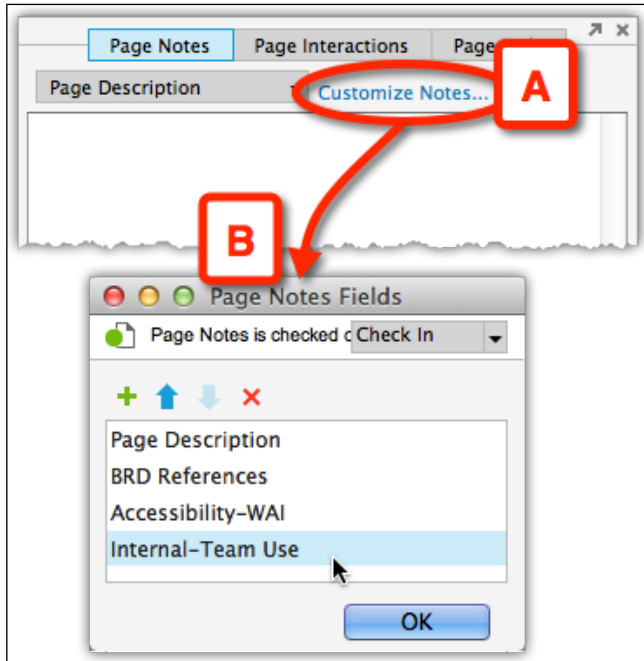 Page Notes Page Interactions Page
Page Description Customize Notes... A
B
Page Notes Fields
Page Notes is checked Check In
Page Description
BRD References
Accessibility-WAI
Internal-Team Use
OK